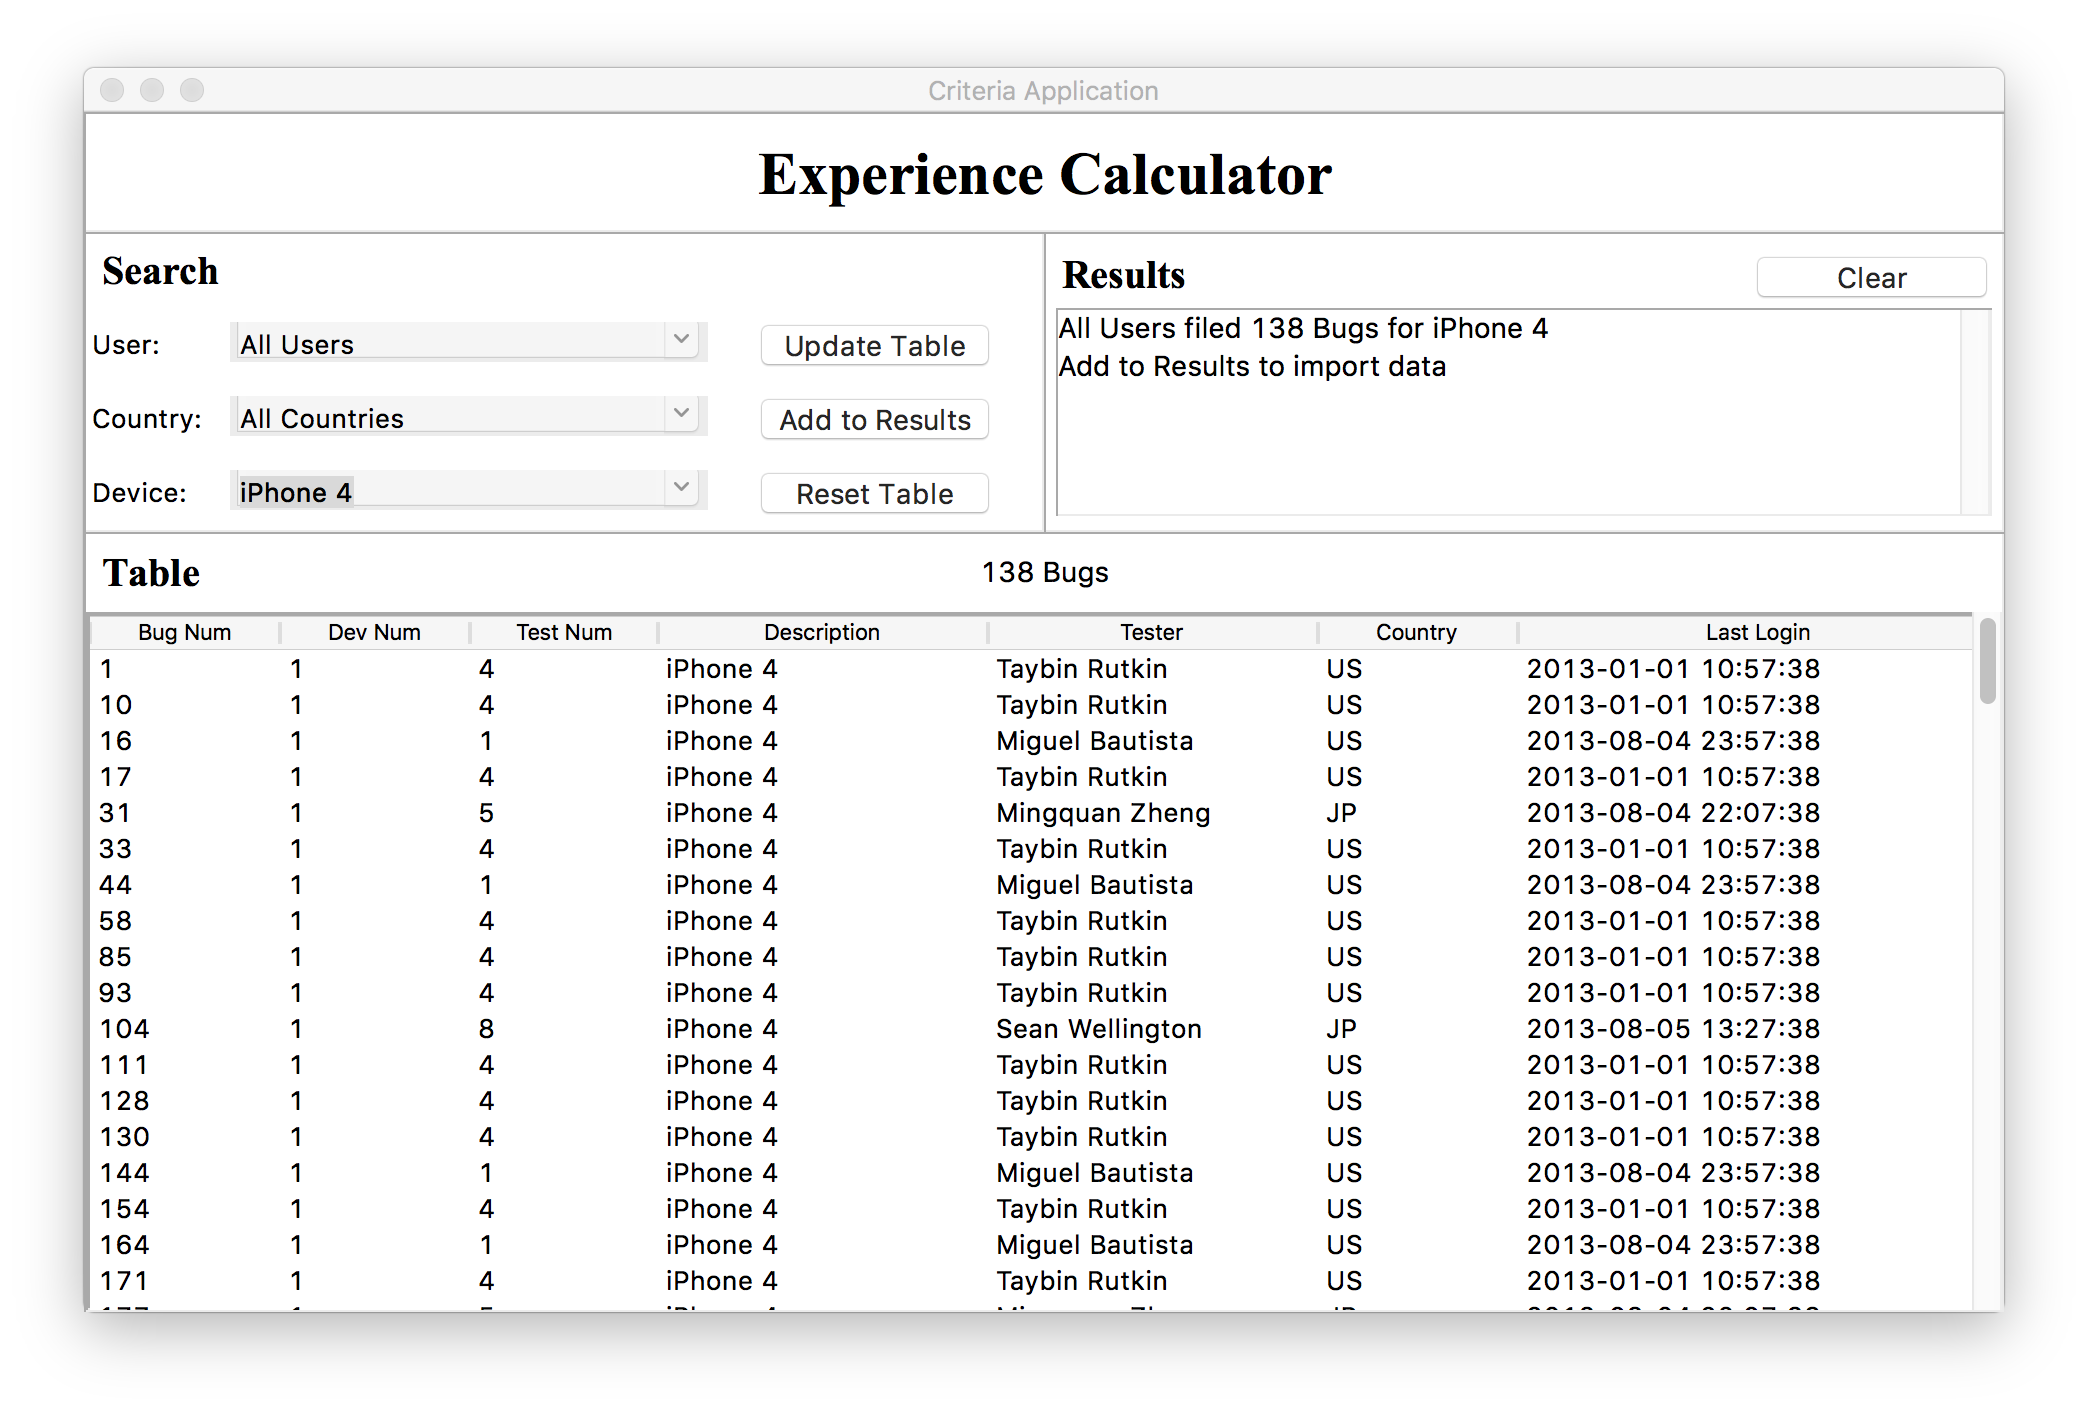 Criteria Application
Experience Calculator
Search
User: All Users Update Table
Country: All Countries Add to Results
Device: iPhone 4 Reset Table
Results Clear
All Users filed 138 Bugs for iPhone 4
Add to Results to import data
Table 138 Bugs
Bug Num Dev Num Test Num Description Tester Country Last Login
1 1 4 iPhone 4 Taybin Rutkin US 2013-01-01 10:57:38
10 1 4 iPhone 4 Taybin Rutkin US 2013-01-01 10:57:38
16 1 1 iPhone 4 Miguel Bautista US 2013-08-04 23:57:38
17 1 4 iPhone 4 Taybin Rutkin US 2013-01-01 10:57:38
31 1 5 iPhone 4 Mingquan Zheng JP 2013-08-04 22:07:38
33 1 4 iPhone 4 Taybin Rutkin US 2013-01-01 10:57:38
44 1 1 iPhone 4 Miguel Bautista US 2013-08-04 23:57:38
58 1 4 iPhone 4 Taybin Rutkin US 2013-01-01 10:57:38
85 1 4 iPhone 4 Taybin Rutkin US 2013-01-01 10:57:38
93 1 4 iPhone 4 Taybin Rutkin US 2013-01-01 10:57:38
104 1 8 iPhone 4 Sean Wellington JP 2013-08-05 13:27:38
111 1 4 iPhone 4 Taybin Rutkin US 2013-01-01 10:57:38
128 1 4 iPhone 4 Taybin Rutkin US 2013-01-01 10:57:38
130 1 4 iPhone 4 Taybin Rutkin US 2013-01-01 10:57:38
144 1 1 iPhone 4 Miguel Bautista US 2013-08-04 23:57:38
154 1 4 iPhone 4 Taybin Rutkin US 2013-01-01 10:57:38
164 1 1 iPhone 4 Miguel Bautista US 2013-08-04 23:57:38
171 1 4 iPhone 4 Taybin Rutkin US 2013-01-01 10:57:38